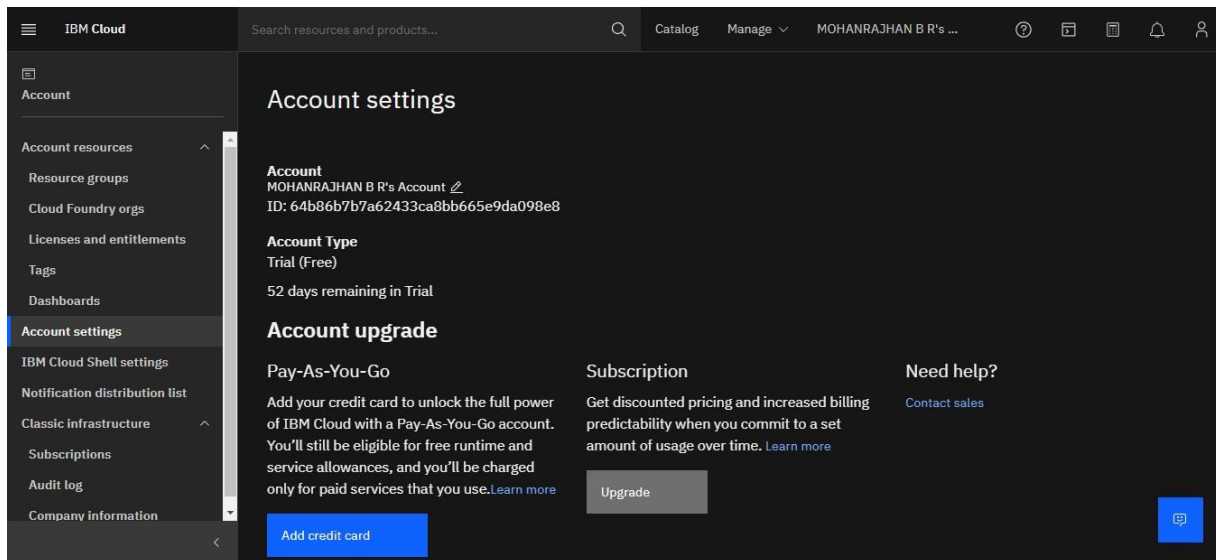 IBM Cloud
Search resources and products...
Catalog
Manage
MOHANRAJHAN B R's ...
Account
Account resources
Resource groups
Cloud Foundry orgs
Licenses and entitlements
Tags
Dashboards
Account settings
IBM Cloud Shell settings
Notification distribution list
Classic infrastructure
Subscriptions
Audit log
Company information
Account settings
Account
MOHANRAJHAN B R's Account
ID: 64b86b7b7a62433ca8bb665e9da098e8
Account Type
Trial (Free)
52 days remaining in Trial
Account upgrade
Pay-As-You-Go
Add your credit card to unlock the full power
of IBM Cloud with a Pay-As-You-Go account.
You'll still be eligible for free runtime and
service allowances, and you'll be charged
only for paid services that you use.Learn more
Add credit card
Subscription
Get discounted pricing and increased billing
predictability when you commit to a set
amount of usage over time. Learn more
Upgrade
Need help?
Contact sales